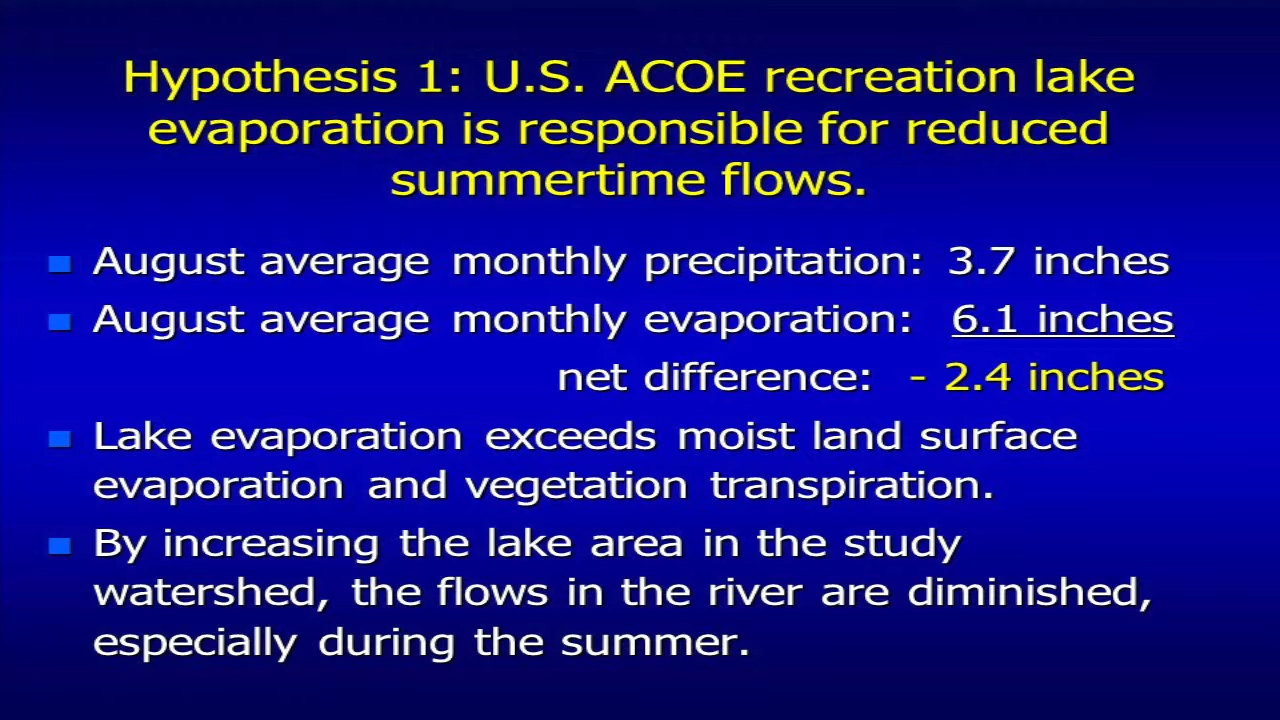 Hypothesis 1: U.S. ACOE recreation lake
evaporation is responsible for reduced
summertime flows.
August average monthly precipitation: 3.7 inches
August average monthly evaporation: 6.1 inches
net difference: - 2.4 inches
Lake evaporation exceeds moist land surface
evaporation and vegetation transpiration.
By increasing the lake area in the study
watershed, the flows in the river are diminished,
especially during the summer.